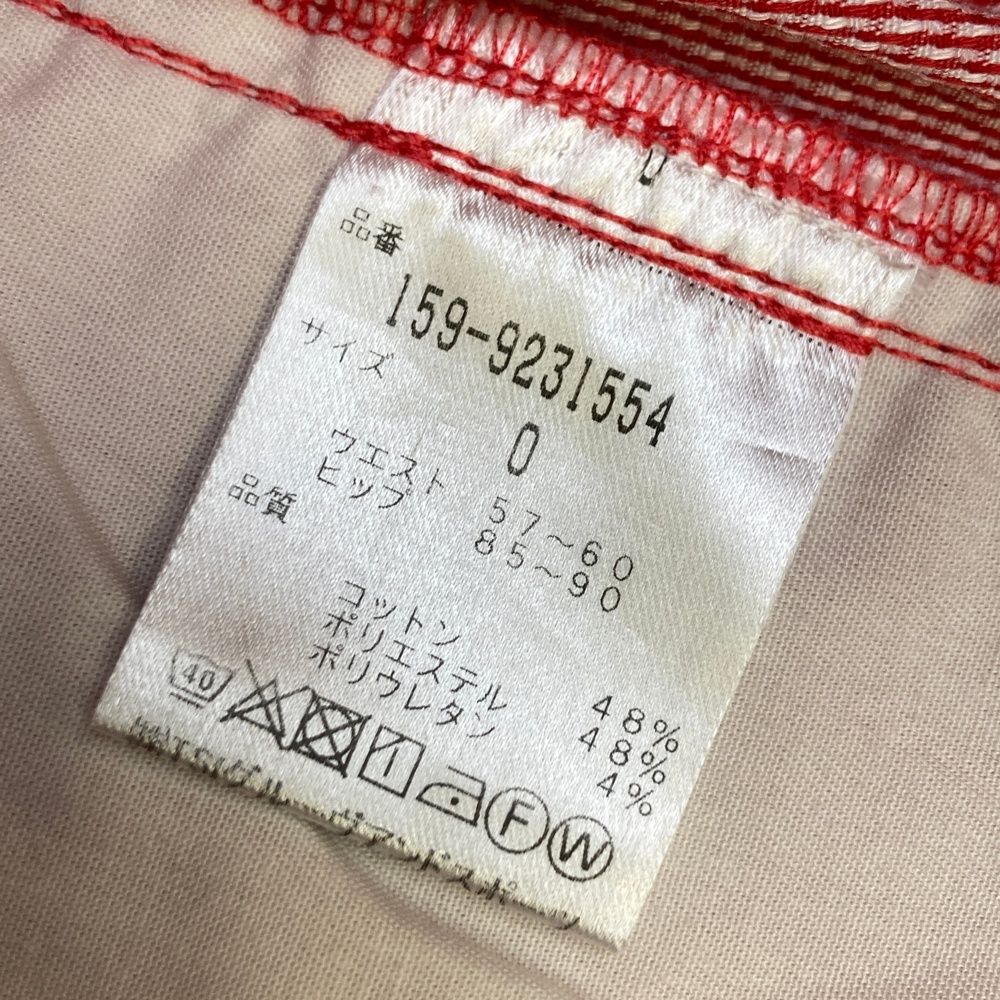 品番
159-9231554
サイズ
0
ウエスト 57〜60
ヒップ 85〜90
品質
コットン 48%
ポリエステル 48%
ポリウレタン 4%
40 F W